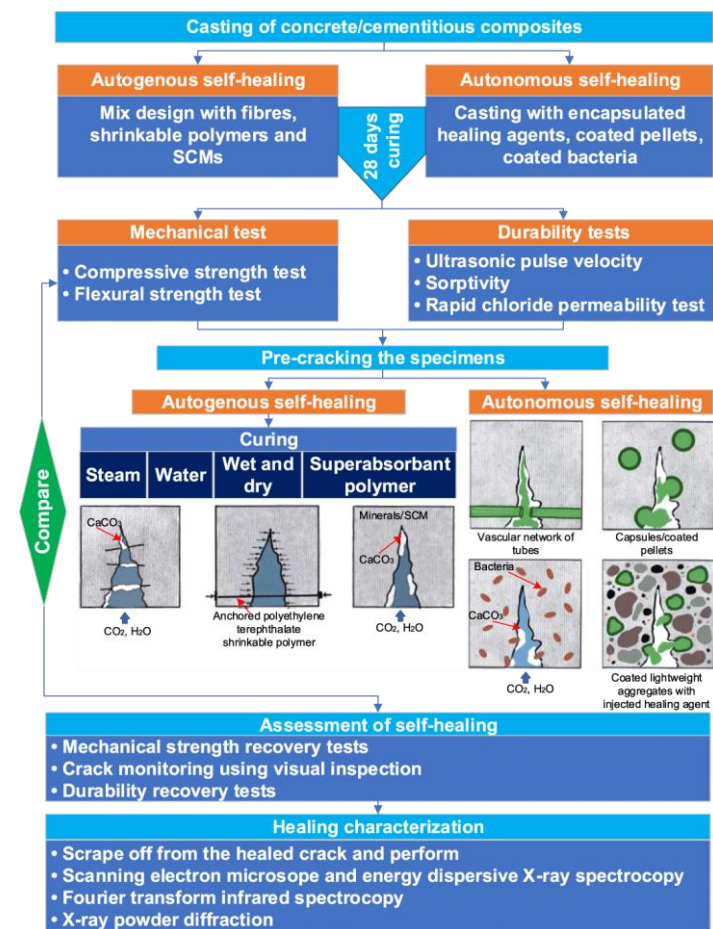 Casting of concrete/cementitious composites
Autogenous self-healing
Mix design with fibres,
shrinkable polymers and
SCMs
28 days
curing
Autonomous self-healing
Casting with encapsulated
healing agents, coated pellets,
coated bacteria
Mechanical test
• Compressive strength test
• Flexural strength test
Durability tests
• Ultrasonic pulse velocity
• Sorptivity
• Rapid chloride permeability test
Pre-cracking the specimens
Autogenous self-healing
Curing
Steam
Water
Wet and
dry
Superabsorbant
polymer
CaCO₃
CO₂, H₂O
Anchored polyethylene
terephthalate
shrinkable polymer
Minerals/SCM
CaCO₃
CO₂, H₂O
Autonomous self-healing
Vascular network of
tubes
Capsules/coated
pellets
Bacteria
CaCO₃
CO₂, H₂O
Coated lightweight
aggregates with
injected healing agent
Compare
Assessment of self-healing
• Mechanical strength recovery tests
• Crack monitoring using visual inspection
• Durability recovery tests
Healing characterization
• Scrape off from the healed crack and perform
• Scanning electron microsope and energy dispersive X-ray spectrocopy
• Fourier transform infrared spectrocopy
• X-ray powder diffraction